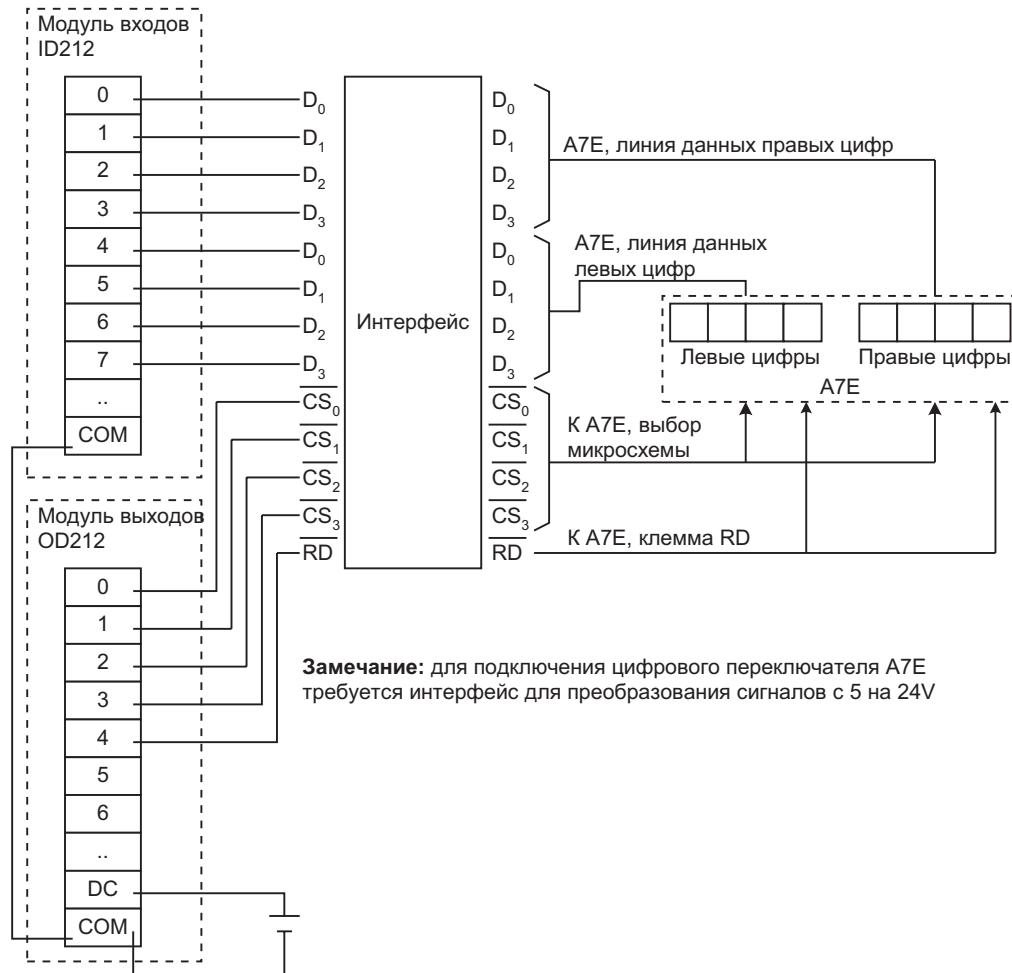 Модуль входов
ID212
0
1
2
3
4
5
6
7
..
COM
D0
D1
D2
D3
D0
D1
D2
D3
CS0
CS1
CS2
CS3
RD
Интерфейс
D0
D1
D2
D3
D0
D1
D2
D3
CS0
CS1
CS2
CS3
RD
A7E, линия данных правых цифр
A7E, линия данных
левых цифр
Левые цифры
Правые цифры
A7E
К A7E, выбор
микросхемы
К A7E, клемма RD
Модуль выходов
OD212
0
1
2
3
4
5
6
..
DC
COM
Замечание: для подключения цифрового переключателя A7E
требуется интерфейс для преобразования сигналов с 5 на 24V